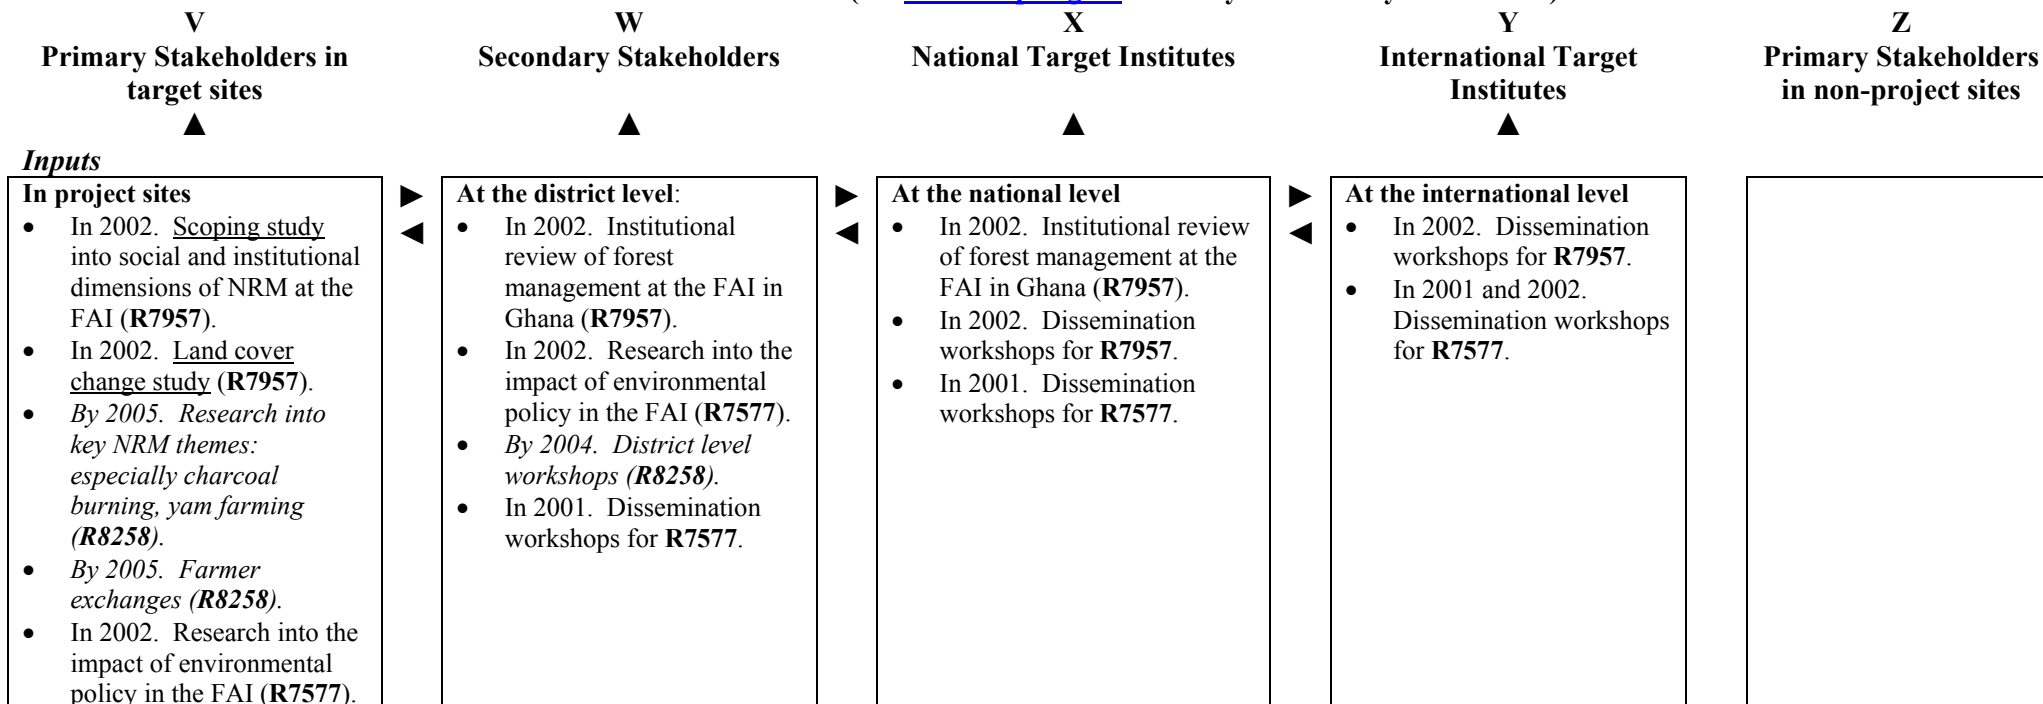 V
Primary Stakeholders in
target sites
▲
W
Secondary Stakeholders
▲
X
National Target Institutes
▲
Y
International Target
Institutes
▲
Z
Primary Stakeholders
in non-project sites
Inputs
In project sites
• In 2002. Scoping study
into social and institutional
dimensions of NRM at the
FAI (R7957).
• In 2002. Land cover
change study (R7957).
• By 2005. Research into
key NRM themes:
especially charcoal
burning, yam farming
(R8258).
• By 2005. Farmer
exchanges (R8258).
• In 2002. Research into the
impact of environmental
policy in the FAI (R7577).
►
◄
At the district level:
• In 2002. Institutional
review of forest
management at the FAI in
Ghana (R7957).
• In 2002. Research into the
impact of environmental
policy in the FAI (R7577).
• By 2004. District level
workshops (R8258).
• In 2001. Dissemination
workshops for R7577.
►
◄
At the national level
• In 2002. Institutional review
of forest management at the
FAI in Ghana (R7957).
• In 2002. Dissemination
workshops for R7957.
• In 2001. Dissemination
workshops for R7577.
►
◄
At the international level
• In 2002. Dissemination
workshops for R7957.
• In 2001 and 2002.
Dissemination workshops
for R7577.